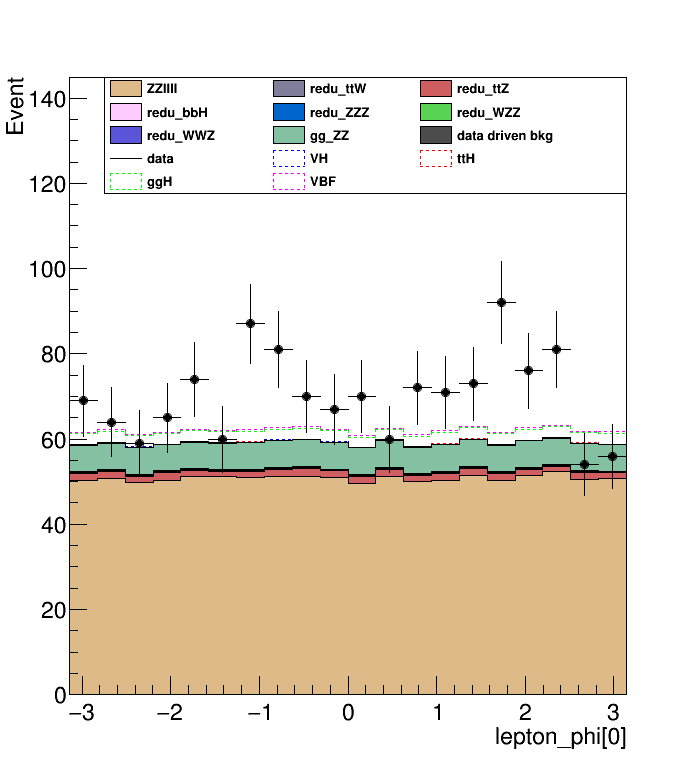 Event
ZZllll redu_ttW redu_ttZ
redu_bbH redu_ZZZ redu_WZZ
redu_WWZ gg_ZZ data driven bkg
data VH ttH
ggH VBF
140
120
100
80
60
40
20
0
−3 −2 −1 0 1 2 3
lepton_phi[0]